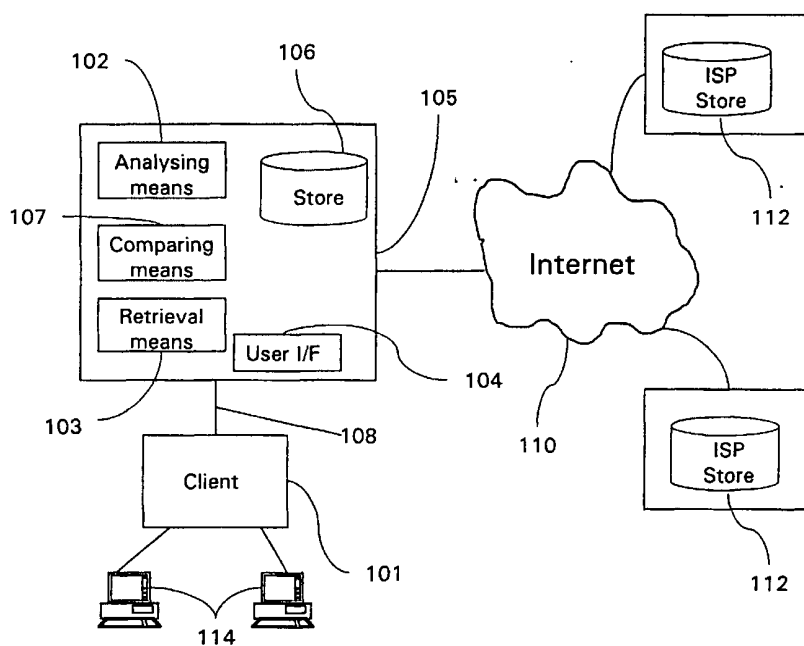 102
106
105
ISP
Store
Analysing
means
Store
107
112
Comparing
means
Internet
Retrieval
means
User I/F
104
103
108
110
ISP
Store
Client
101
112
114